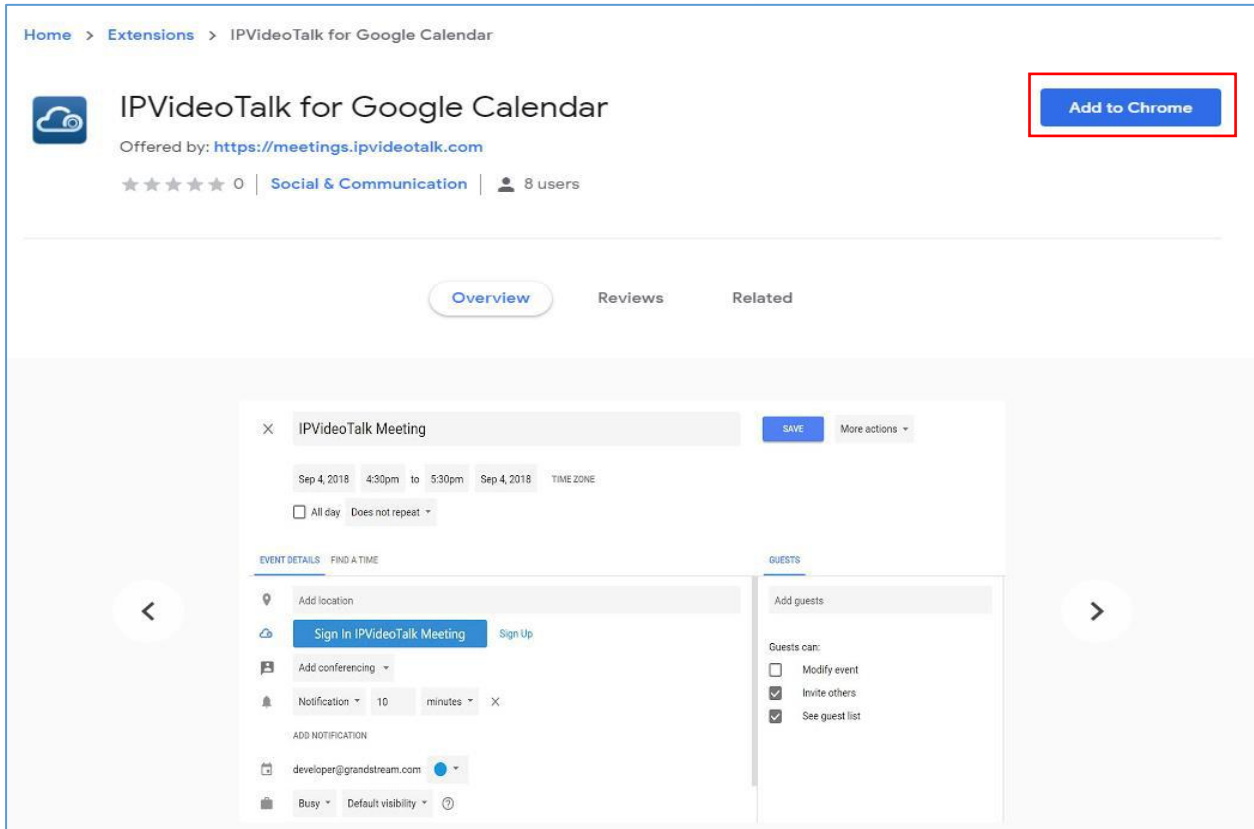 Home > Extensions > IPVideoTalk for Google Calendar
IPVideoTalk for Google Calendar
Add to Chrome
Offered by: https://meetings.ipvideotalk.com
0 | Social & Communication | 8 users
Overview Reviews Related
IPVideoTalk Meeting SAVE More actions
Sep 4, 2018 4:30pm to 5:30pm Sep 4, 2018 TIME ZONE
All day Does not repeat
EVENT DETAILS FIND A TIME GUESTS
Add location Add guests
Sign In IPVideoTalk Meeting Sign Up
Guests can:
Add conferencing Modify event
Notification 10 minutes Invite others
See guest list
ADD NOTIFICATION
developer@grandstream.com
Busy Default visibility